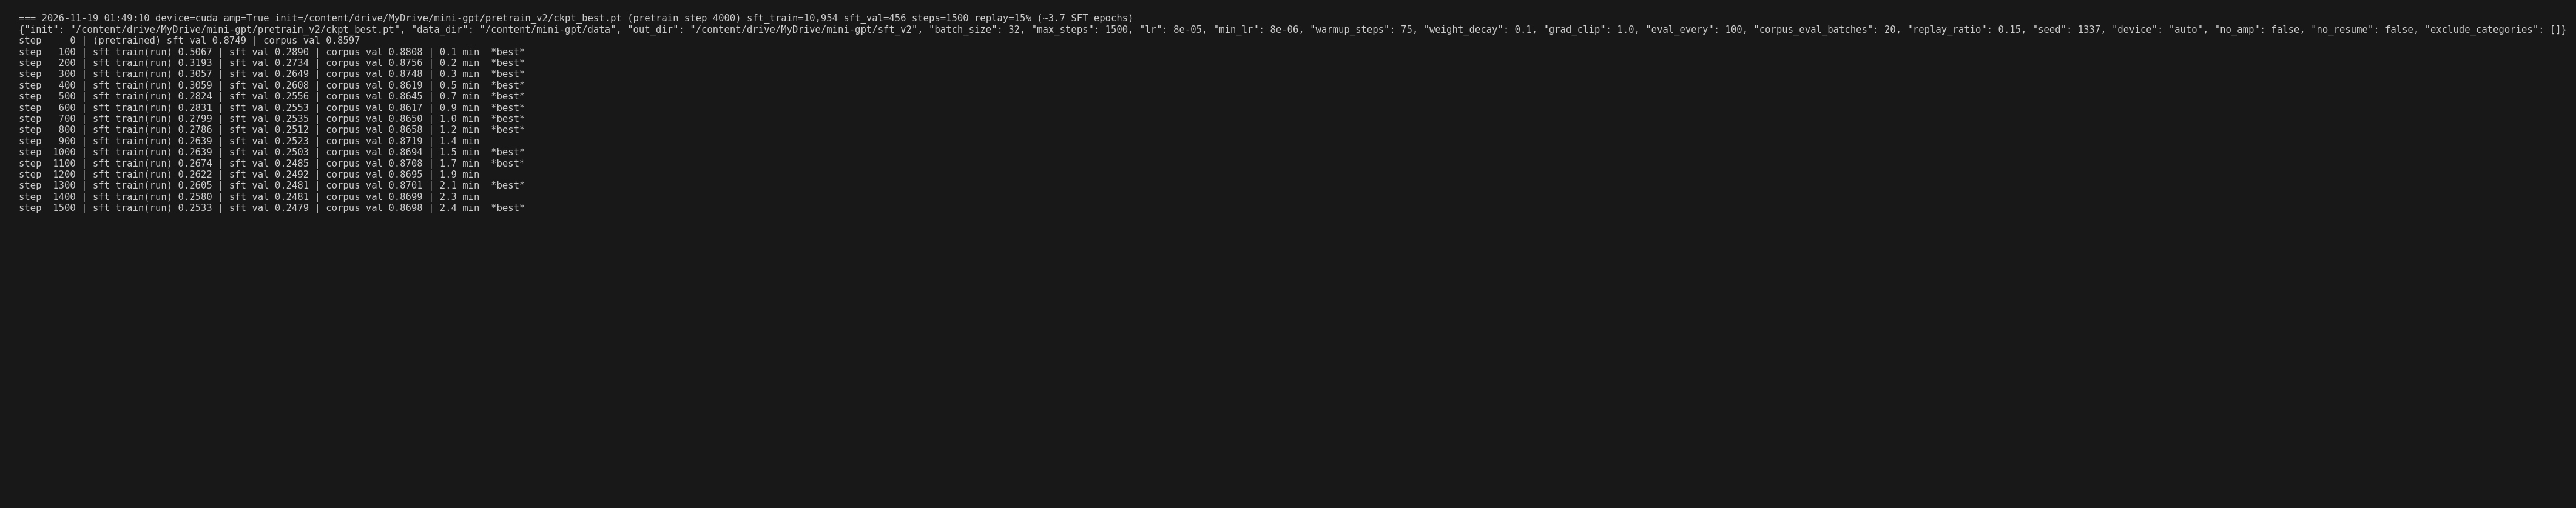 === 2026-11-19 01:49:10 device=cuda amp=True init=/content/drive/MyDrive/mini-gpt/pretrain_v2/ckpt_best.pt (pretrain step 4000) sft_train=10,954 sft_val=456 steps=1500 replay=15% (~3.7 SFT epochs)
{"init": "/content/drive/MyDrive/mini-gpt/pretrain_v2/ckpt_best.pt", "data_dir": "/content/mini-gpt/data", "out_dir": "/content/drive/MyDrive/mini-gpt/sft_v2", "batch_size": 32, "max_steps": 1500, "lr": 8e-05, "min_lr": 8e-06, "warmup_steps": 75, "weight_decay": 0.1, "grad_clip": 1.0, "eval_every": 100, "corpus_eval_batches": 20, "replay_ratio": 0.15, "seed": 1337, "device": "auto", "no_amp": false, "no_resume": false, "exclude_categories": []}
step     0 | (pretrained) sft val 0.8749 | corpus val 0.8597
step   100 | sft train(run) 0.5067 | sft val 0.2890 | corpus val 0.8808 | 0.1 min  *best*
step   200 | sft train(run) 0.3193 | sft val 0.2734 | corpus val 0.8756 | 0.2 min  *best*
step   300 | sft train(run) 0.3057 | sft val 0.2649 | corpus val 0.8748 | 0.3 min  *best*
step   400 | sft train(run) 0.3059 | sft val 0.2608 | corpus val 0.8619 | 0.5 min  *best*
step   500 | sft train(run) 0.2824 | sft val 0.2556 | corpus val 0.8645 | 0.7 min  *best*
step   600 | sft train(run) 0.2831 | sft val 0.2553 | corpus val 0.8617 | 0.9 min  *best*
step   700 | sft train(run) 0.2799 | sft val 0.2535 | corpus val 0.8650 | 1.0 min  *best*
step   800 | sft train(run) 0.2786 | sft val 0.2512 | corpus val 0.8658 | 1.2 min  *best*
step   900 | sft train(run) 0.2639 | sft val 0.2523 | corpus val 0.8719 | 1.4 min
step  1000 | sft train(run) 0.2639 | sft val 0.2503 | corpus val 0.8694 | 1.5 min  *best*
step  1100 | sft train(run) 0.2674 | sft val 0.2485 | corpus val 0.8708 | 1.7 min  *best*
step  1200 | sft train(run) 0.2622 | sft val 0.2492 | corpus val 0.8695 | 1.9 min
step  1300 | sft train(run) 0.2605 | sft val 0.2481 | corpus val 0.8701 | 2.1 min  *best*
step  1400 | sft train(run) 0.2580 | sft val 0.2481 | corpus val 0.8699 | 2.3 min
step  1500 | sft train(run) 0.2533 | sft val 0.2479 | corpus val 0.8698 | 2.4 min  *best*